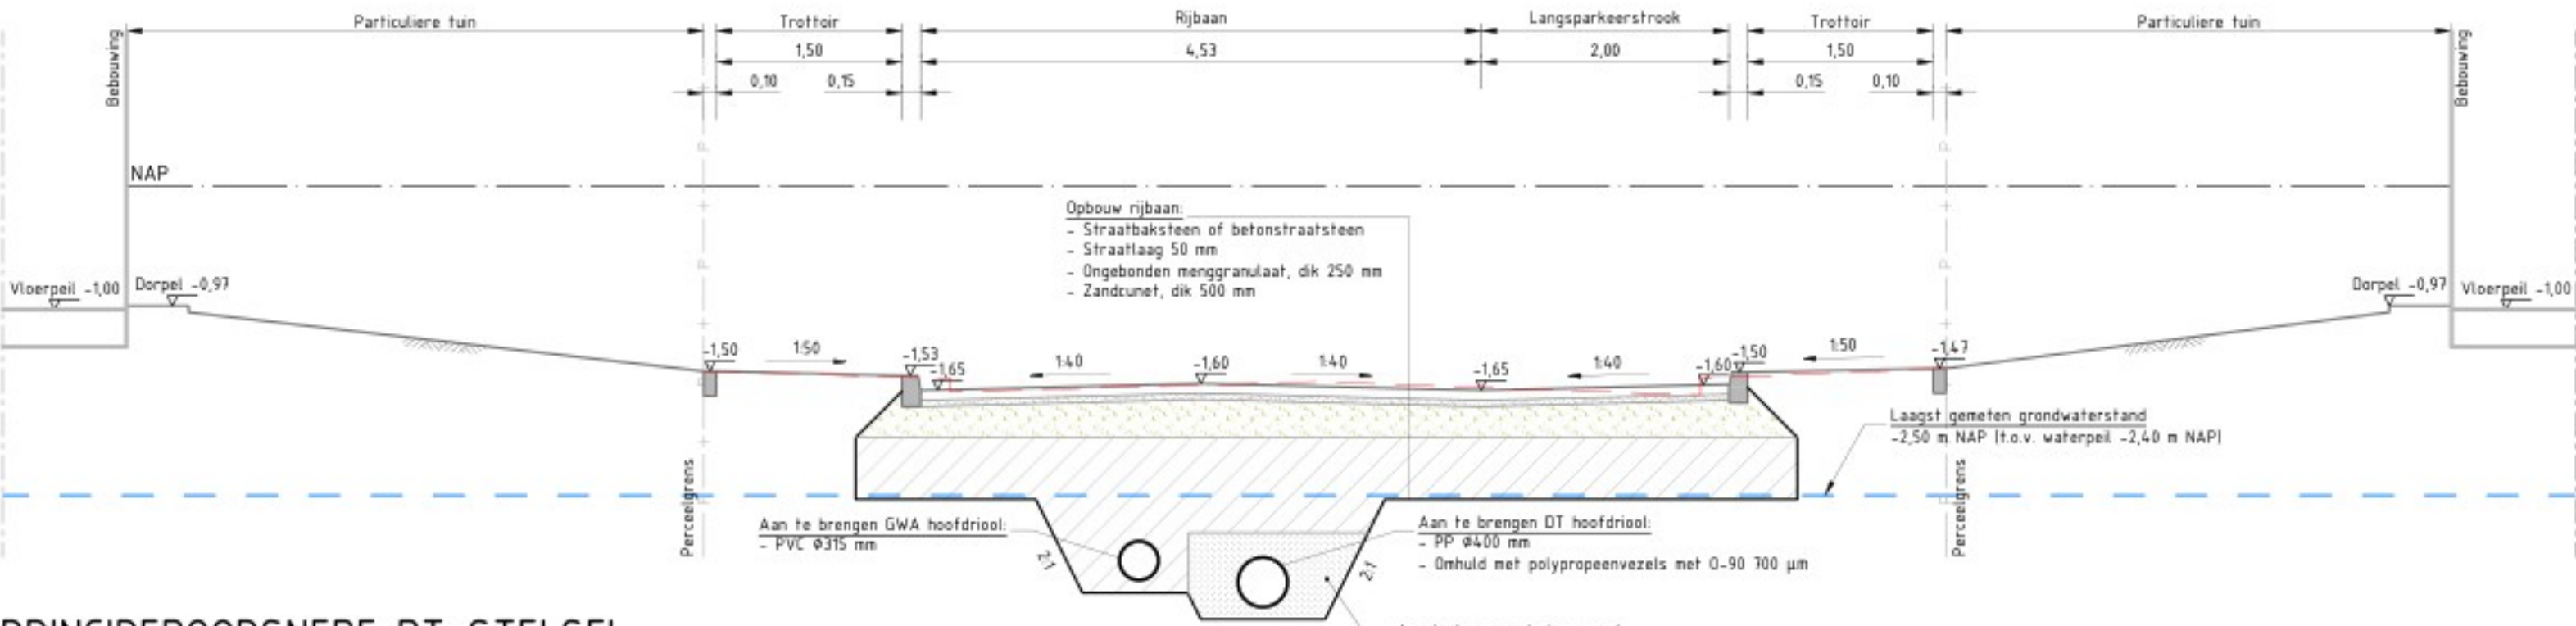 Particuliere tuin
Trottoir
Rijbaan
Langsparkeerstrook
Trottoir
Particuliere tuin
1,50
4,53
2,00
1,50
0,10
0,15
0,15
0,10
Bebouwing
Bebouwing
P
P
NAP
Opbouw rijbaan:
- Straatbaksteen of betonstraatsteen
- Straatlaag 50 mm
- Ongebonden menggranulaat, dik 250 mm
- Zandcunet, dik 500 mm
P
P
Vloerpeil -1,00
Dorpel -0,97
Dorpel -0,97
Vloerpeil -1,00
-1,50
1:50
-1,53
-1,65
1:40
-1,60
1:40
-1,65
1:40
-1,60
-1,50
1:50
-1,47
Laagst gemeten grondwaterstand
-2,50 m NAP (t.o.v. waterpeil -2,40 m NAP)
Perceelgrens
Perceelgrens
Aan te brengen GWA hoofdriool:
- PVC ø315 mm
2:1
2:1
Aan te brengen DT hoofdriool:
- PP ø400 mm
- Omhuld met polypropeenvezels met O-90 700 µm
DT-STELSEL